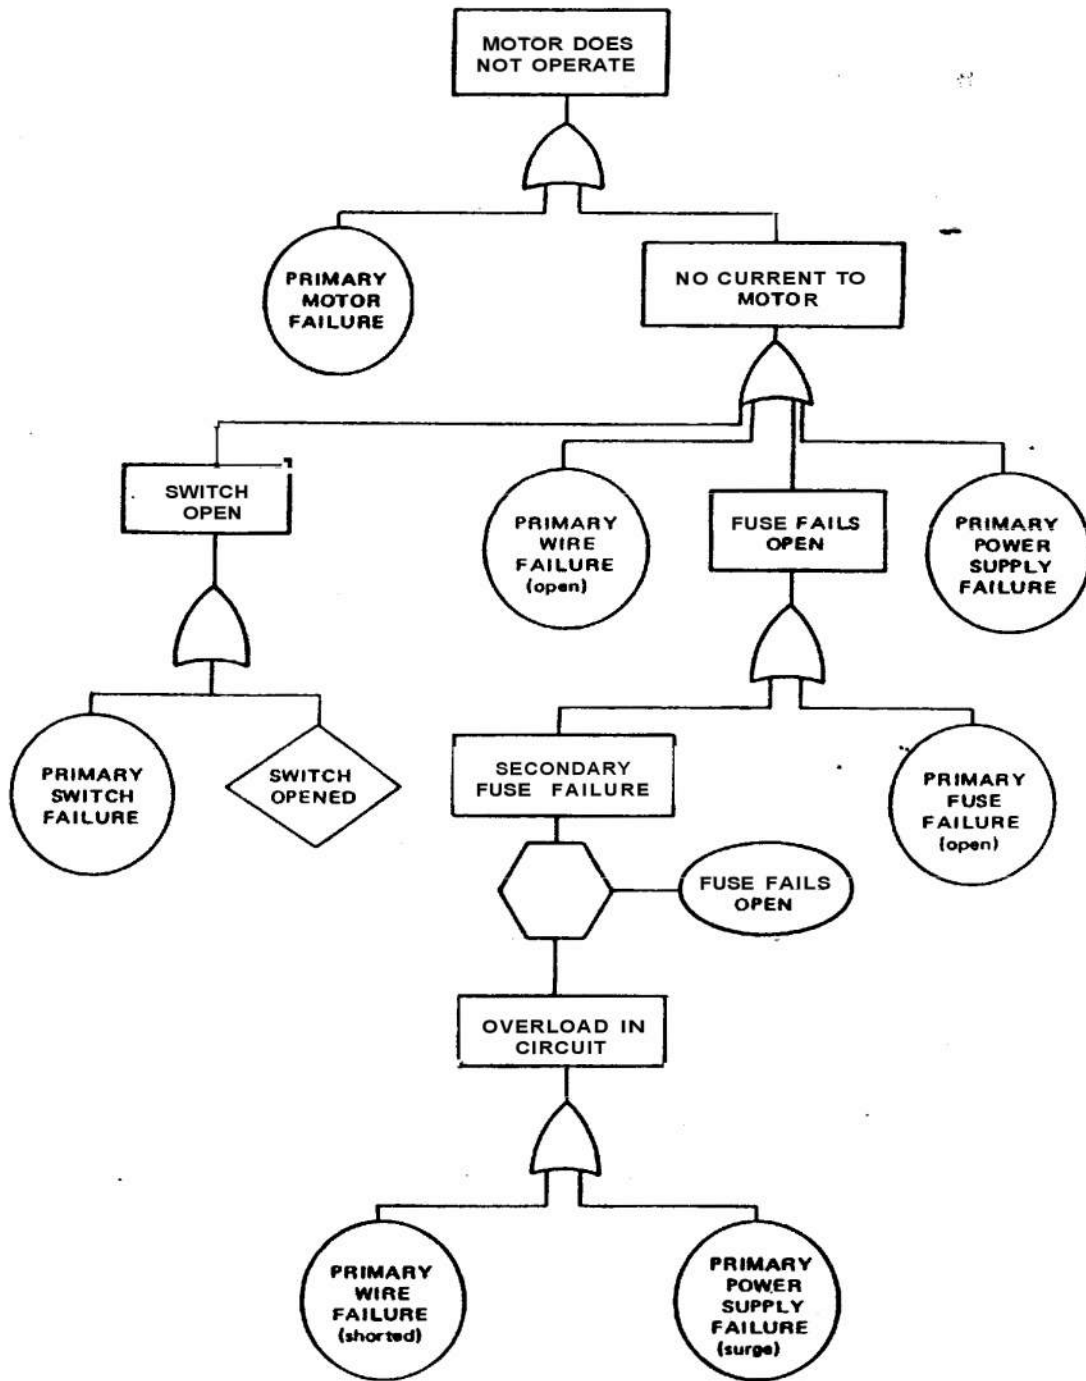 MOTOR DOES
NOT OPERATE
PRIMARY
MOTOR
FAILURE
NO CURRENT TO
MOTOR
SWITCH
OPEN
PRIMARY
WIRE
FAILURE
(open)
FUSE FAILS
OPEN
PRIMARY
POWER
SUPPLY
FAILURE
PRIMARY
SWITCH
FAILURE
SWITCH
OPENED
SECONDARY
FUSE FAILURE
PRIMARY
FUSE
FAILURE
(open)
FUSE FAILS
OPEN
OVERLOAD IN
CIRCUIT
PRIMARY
WIRE
FAILURE
(shorted)
PRIMARY
POWER
SUPPLY
FAILURE
(surge)